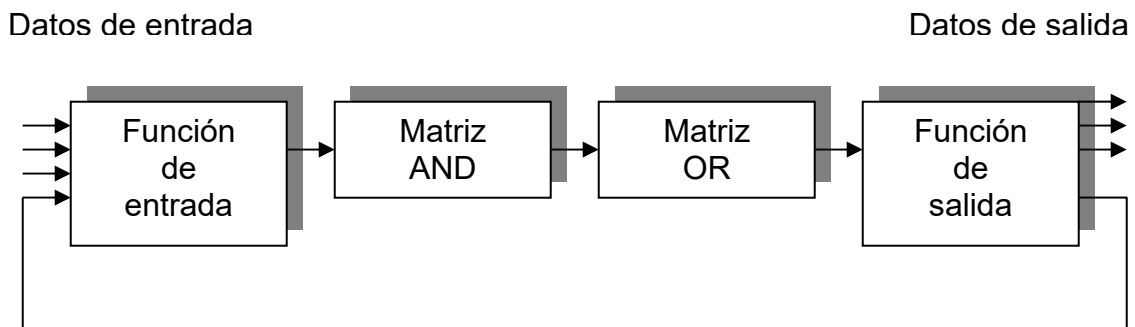 Datos de entrada
Datos de salida
Función
de
entrada
Matriz
AND
Matriz
OR
Función
de
salida